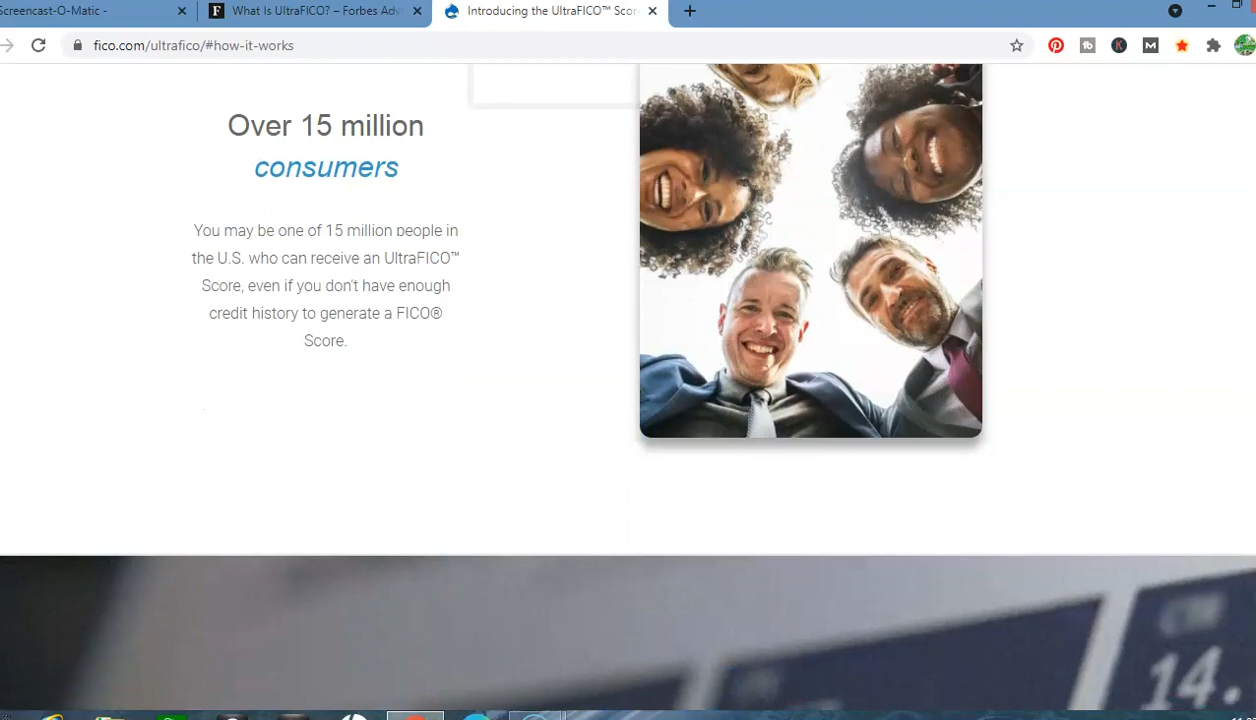 Screencast-O-Matic -
What Is UltraFICO? – Forbes Adv
Introducing the UltraFICO™ Scor
fico.com/ultrafico/#how-it-works
Over 15 million
consumers
You may be one of 15 million people in
the U.S. who can receive an UltraFICO™
Score, even if you don't have enough
credit history to generate a FICO®
Score.
14.